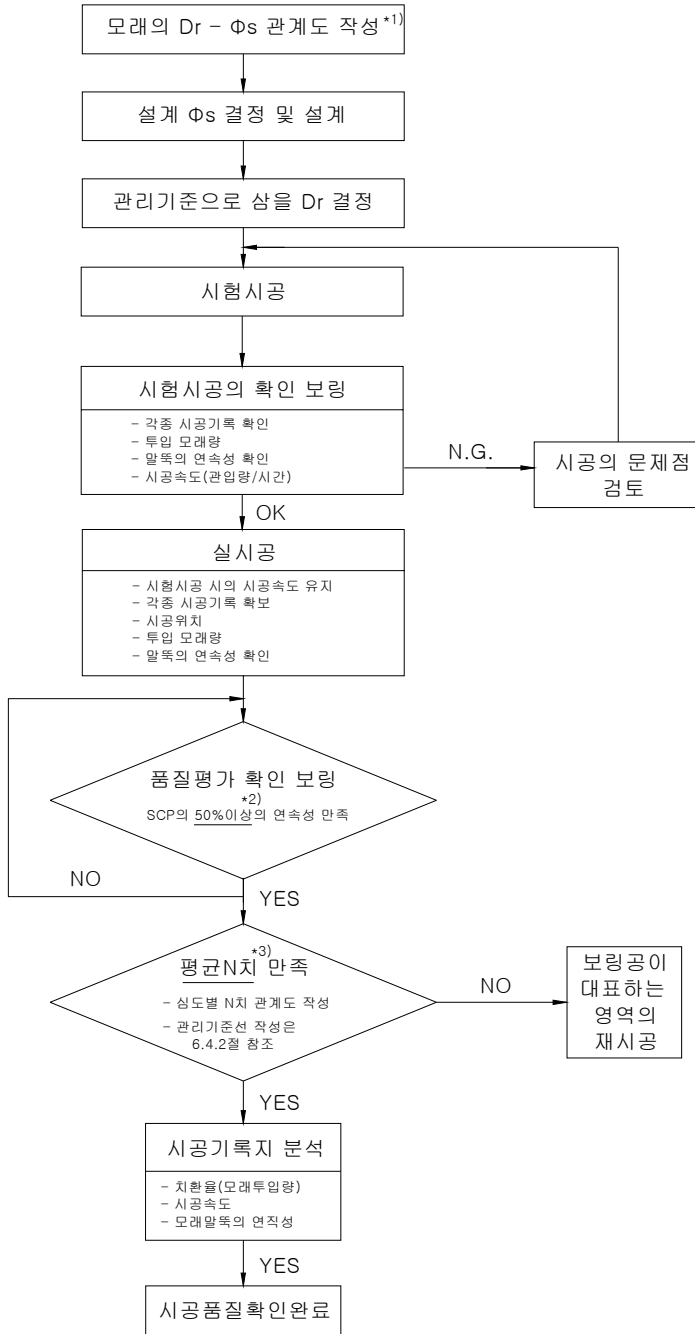 모래의 Dr - Φs 관계도 작성*1)
설계 Φs 결정 및 설계
관리기준으로 삼을 Dr 결정
시험시공
시험시공의 확인 보링
- 각종 시공기록 확인
- 투입 모래량
- 말뚝의 연속성 확인
- 시공속도(관입량/시간)
N.G.
시공의 문제점
검토
OK
실시공
- 시험시공 시의 시공속도 유지
- 각종 시공기록 확보
- 시공위치
- 투입 모래량
- 말뚝의 연속성 확인
품질평가 확인 보링
*2)
SCP의 50%이상의 연속성 만족
NO
YES
평균N치*3) 만족
- 심도별 N치 관계도 작성
- 관리기준선 작성은
6.4.2절 참조
NO
보링공이
대표하는
영역의
재시공
YES
시공기록지 분석
- 치환율(모래투입량)
- 시공속도
- 모래말뚝의 연직성
YES
시공품질확인완료